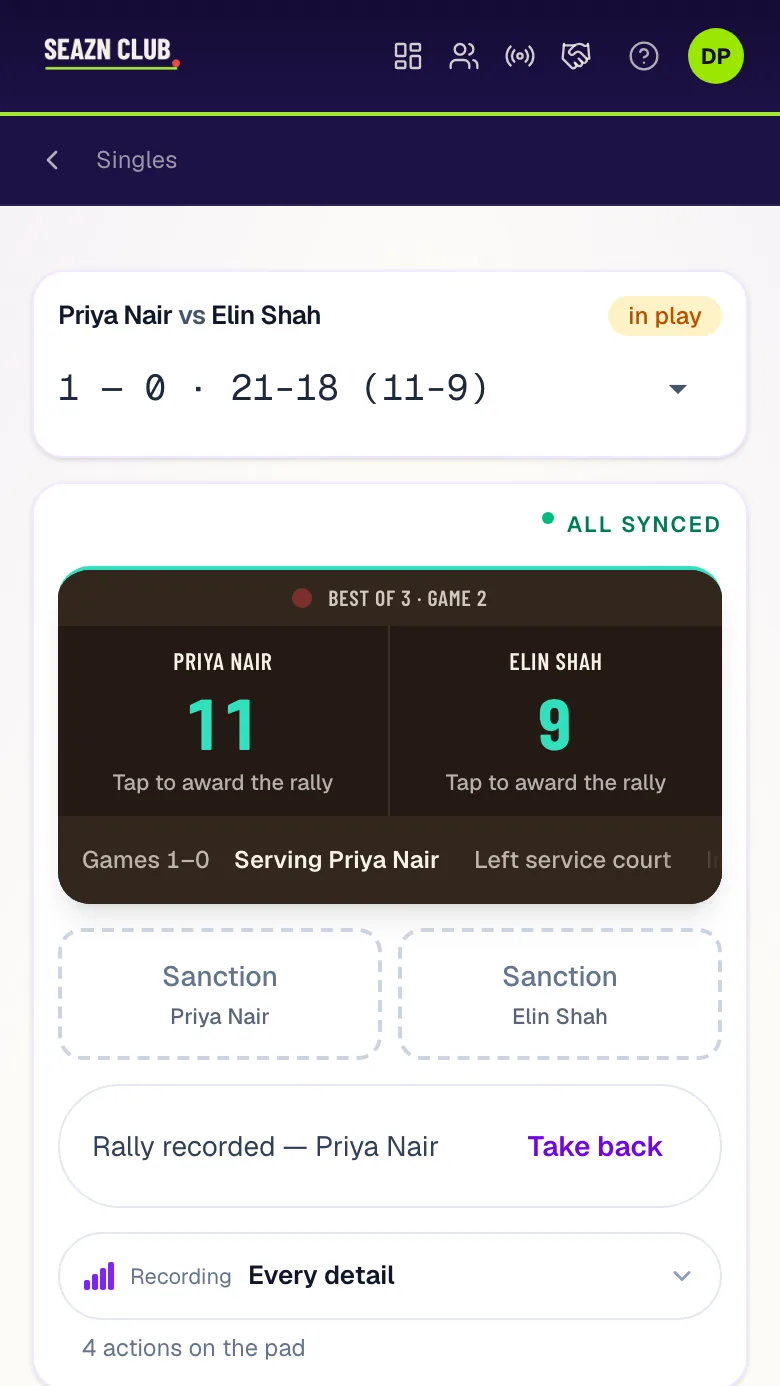 SEAZN CLUB
DP
Singles
Priya Nair vs Elin Shah
in play
1 – 0 · 21–18 (11–9)
ALL SYNCED
BEST OF 3 · GAME 2
PRIYA NAIR
11
Tap to award the rally
ELIN SHAH
9
Tap to award the rally
Games 1–0 Serving Priya Nair Left service court
Sanction
Priya Nair
Sanction
Elin Shah
Rally recorded — Priya Nair Take back
Recording Every detail
4 actions on the pad